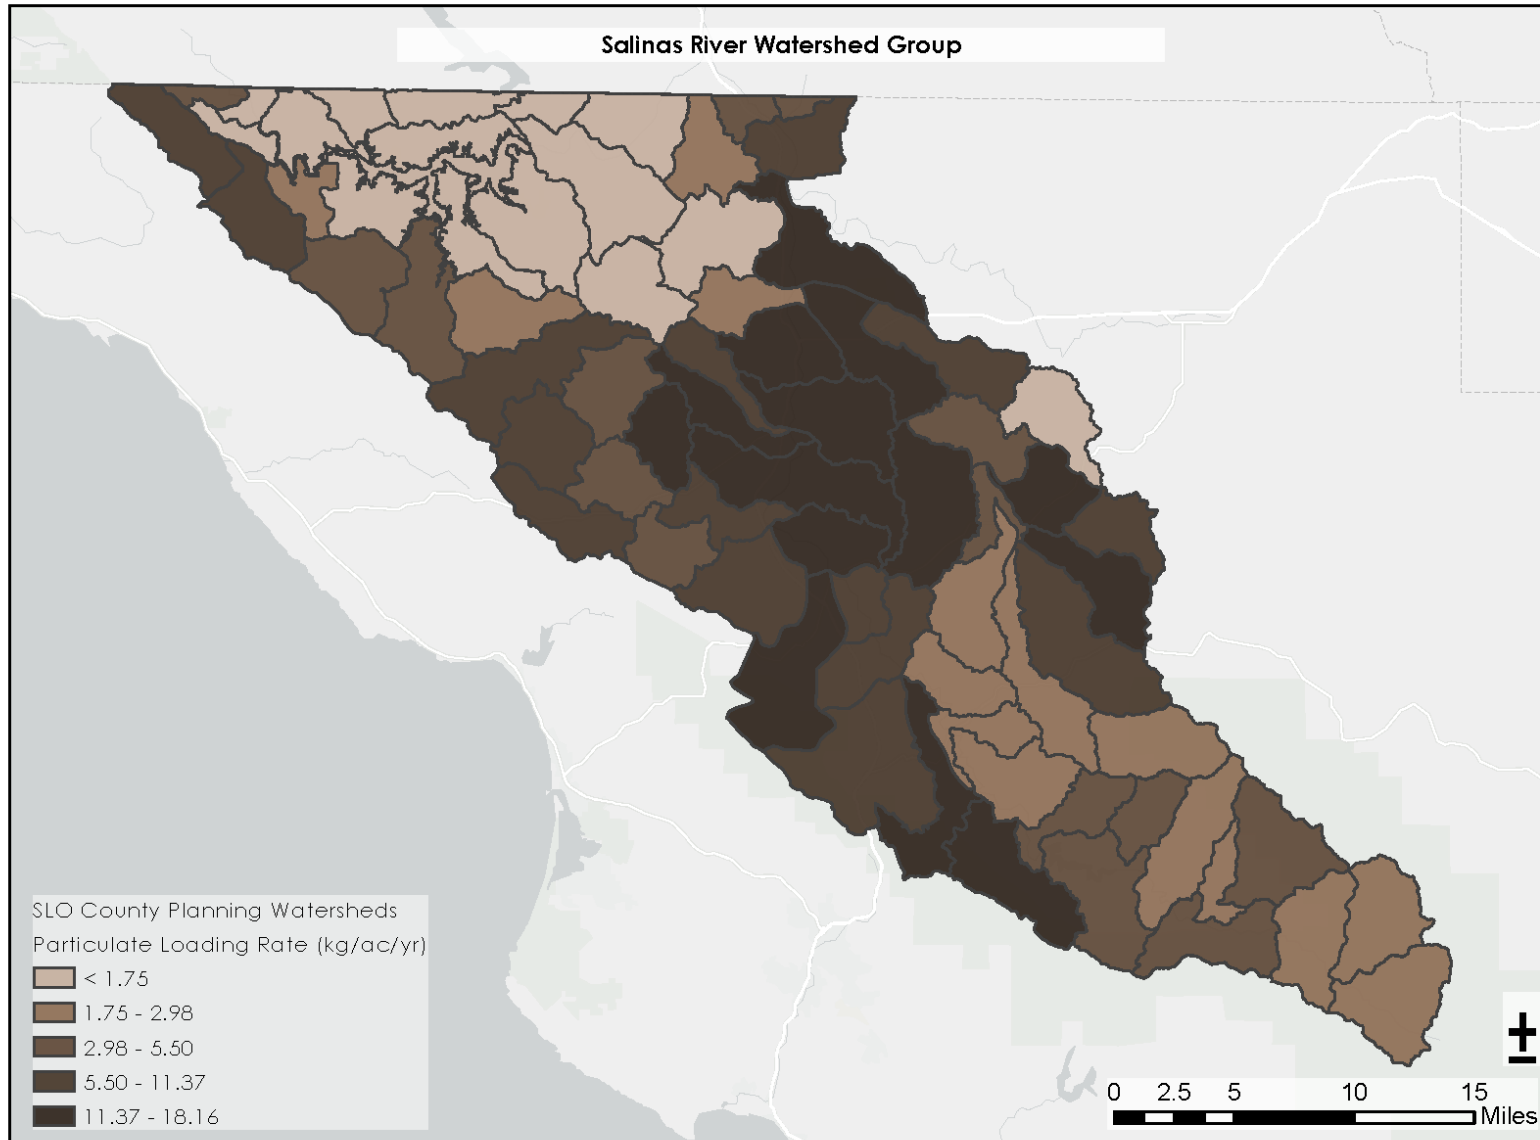 Salinas River Watershed Group
SLO County Planning Watersheds
Particulate Loading Rate (kg/ac/yr)
< 1.75
1.75 - 2.98
2.98 - 5.50
5.50 - 11.37
11.37 - 18.16
0 2.5 5 10 15
Miles